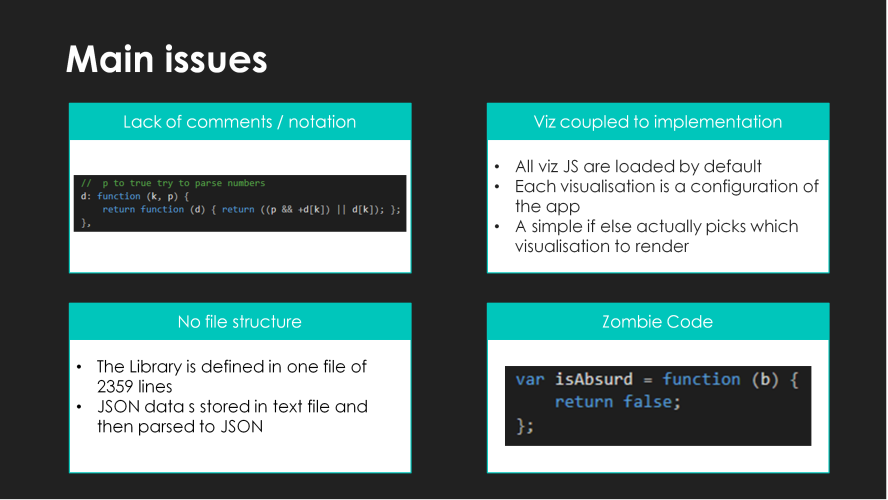 Main issues
Lack of comments / notation
//  p to true try to parse numbers
d: function (k, p) {
    return function (d) { return ((p && +d[k]) || d[k]); };
},
Viz coupled to implementation
• All viz JS are loaded by default
• Each visualisation is a configuration of
the app
• A simple if else actually picks which
visualisation to render
No file structure
• The Library is defined in one file of
2359 lines
• JSON data s stored in text file and
then parsed to JSON
Zombie Code
var isAbsurd = function (b) {
    return false;
};